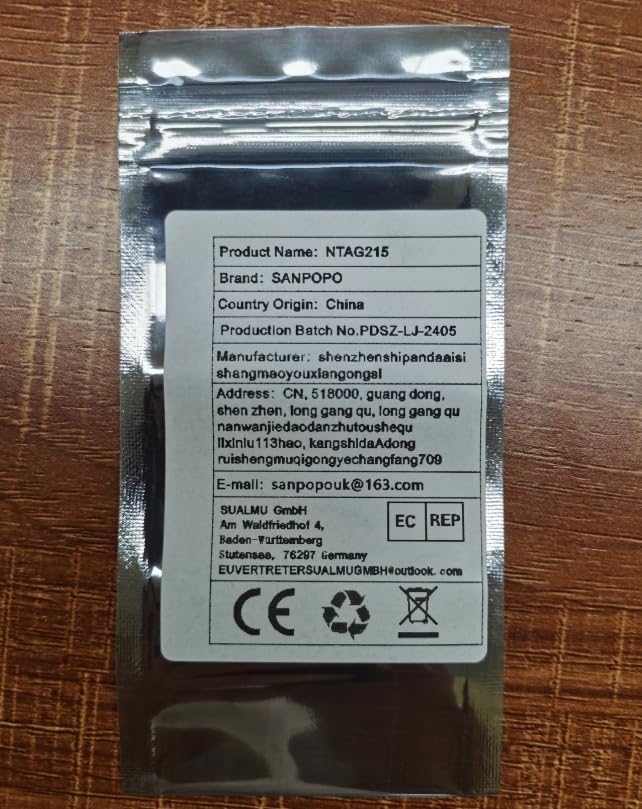 Product Name: NTAG215
Brand: SANPOPO
Country Origin: China
Production Batch No.PDSZ-LJ-2405
Manufacturer: shenzhenshipandaaisi
shangmaoyouxiangongsi
Address: CN, 518000, guang dong,
shen zhen, long gang qu, long gang qu
nanwanjiedaodanzhutoushequ
lixinlu113hao, kangshidaAdong
ruishengmuqigongyechangfang709
E-mail: sanpopouk@163.com
SUALMU GmbH
Am Waldfriedhof 4,
Baden-Württemberg
Stutensee, 76297 Germany
EUVERTRETERSUALMUGMBH@outlook. com
EC REP
CE